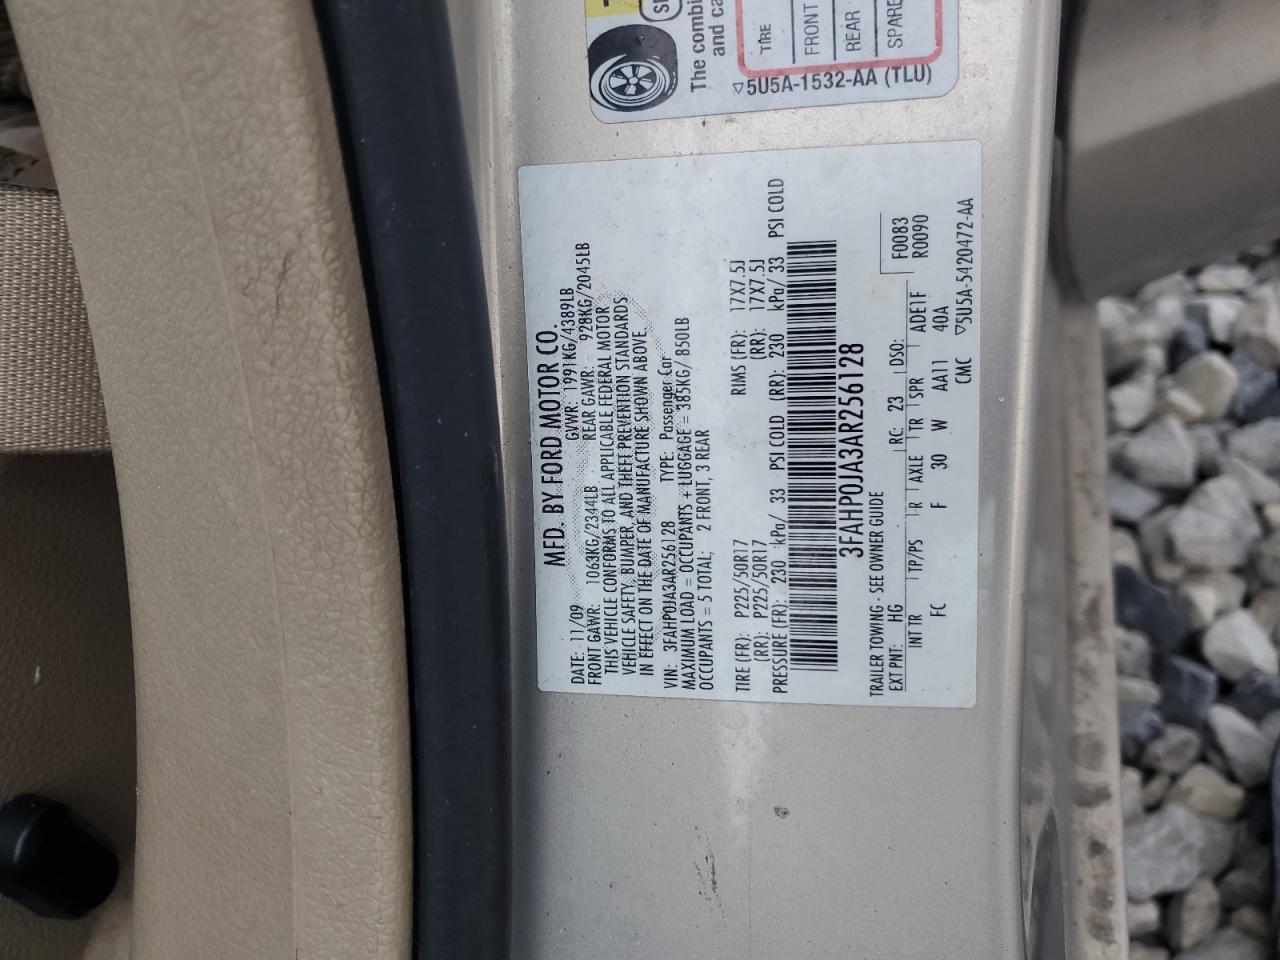 SE
The combi
and ca
TIRE
FRONT
REAR
SPARE
5U5A-1532-AA (TLU)
MFD. BY FORD MOTOR CO.
DATE: 11/09 GVWR: 1991KG/4389LB
FRONT GAWR: 1063KG/2344LB REAR GAWR: 928KG/2045LB
THIS VEHICLE CONFORMS TO ALL APPLICABLE FEDERAL MOTOR
VEHICLE SAFETY, BUMPER, AND THEFT PREVENTION STANDARDS
IN EFFECT ON THE DATE OF MANUFACTURE SHOWN ABOVE.
VIN: 3FAHP0JA3AR256128 TYPE: Passenger Car
MAXIMUM LOAD = OCCUPANTS + LUGGAGE = 385KG/ 850LB
OCCUPANTS = 5 TOTAL; 2 FRONT, 3 REAR
TIRE (FR): P225/50R17 RIMS (FR): 17X7.5J
(RR): P225/50R17 (RR): 17X7.5J
PRESSURE (FR): 230 kPa/ 33 PSI COLD (RR): 230 kPa/ 33 PSI COLD
3FAHP0JA3AR256128
TRAILER TOWING - SEE OWNER GUIDE
F0083
R0090
EXT PNT: HG RC: 23 DSO:
INT TR TP/PS R AXLE TR SPR ADE1F
FC F 30 W AA11 40A
CMC ▽5U5A-5420472-AA